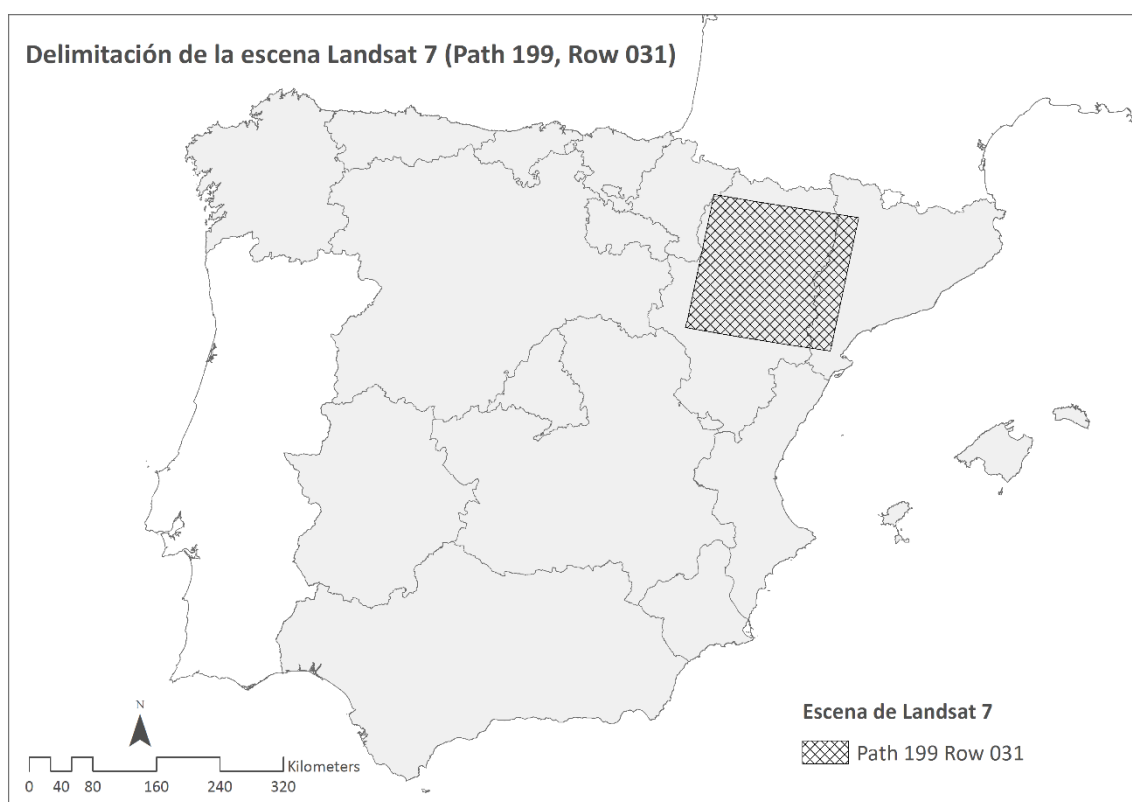 Delimitación de la escena Landsat 7 (Path 199, Row 031)
N
Kilometers
0 40 80 160 240 320
Escena de Landsat 7
Path 199 Row 031